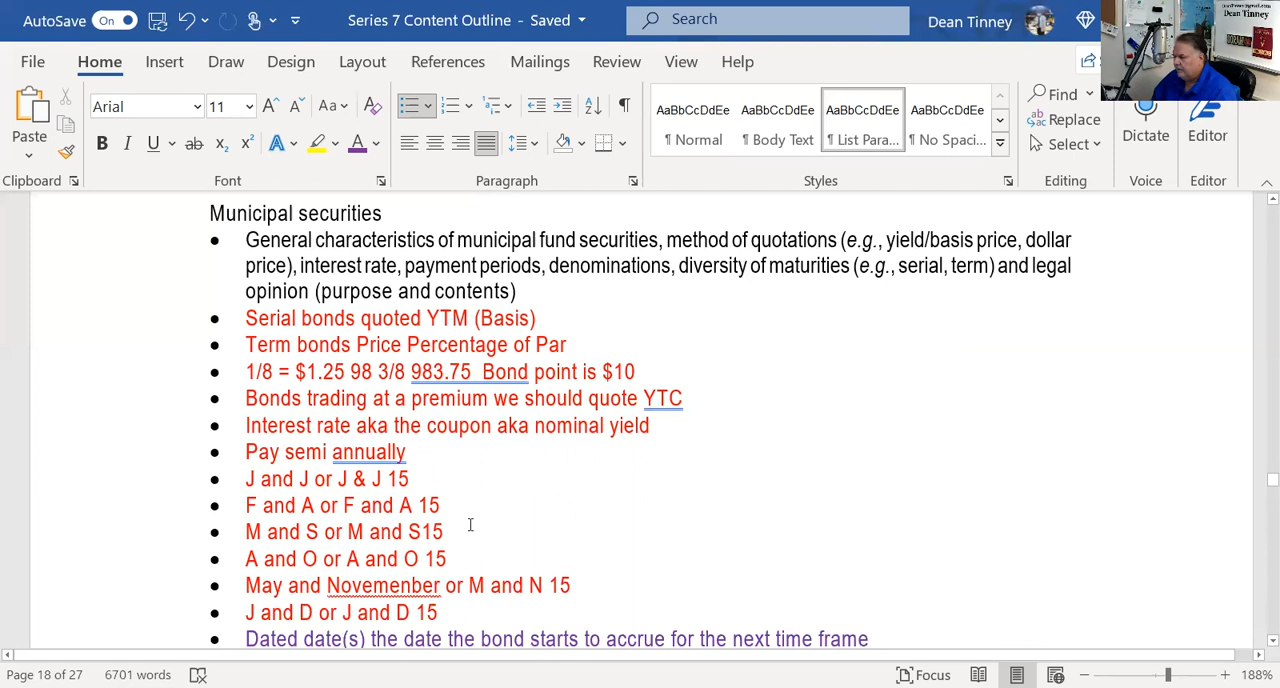 AutoSave On Series 7 Content Outline - Saved Search Dean Tinney
Dean Tinney
File Home Insert Draw Design Layout References Mailings Review View Help
Paste
Clipboard
Arial 11
Font
Paragraph
AaBbCcDdEe AaBbCcDdEe AaBbCcDdEe AaBbCcDdEe
¶ Normal ¶ Body Text ¶ List Para... ¶ No Spaci...
Styles
Find
Replace
Select
Editing
Dictate
Voice
Editor
Editor
Municipal securities
• General characteristics of municipal fund securities, method of quotations (e.g., yield/basis price, dollar
price), interest rate, payment periods, denominations, diversity of maturities (e.g., serial, term) and legal
opinion (purpose and contents)
• Serial bonds quoted YTM (Basis)
• Term bonds Price Percentage of Par
• 1/8 = $1.25 98 3/8 983.75 Bond point is $10
• Bonds trading at a premium we should quote YTC
• Interest rate aka the coupon aka nominal yield
• Pay semi annually
• J and J or J & J 15
• F and A or F and A 15
• M and S or M and S15
• A and O or A and O 15
• May and Novemenber or M and N 15
• J and D or J and D 15
• Dated date(s) the date the bond starts to accrue for the next time frame
Page 18 of 27 6701 words Focus 188%